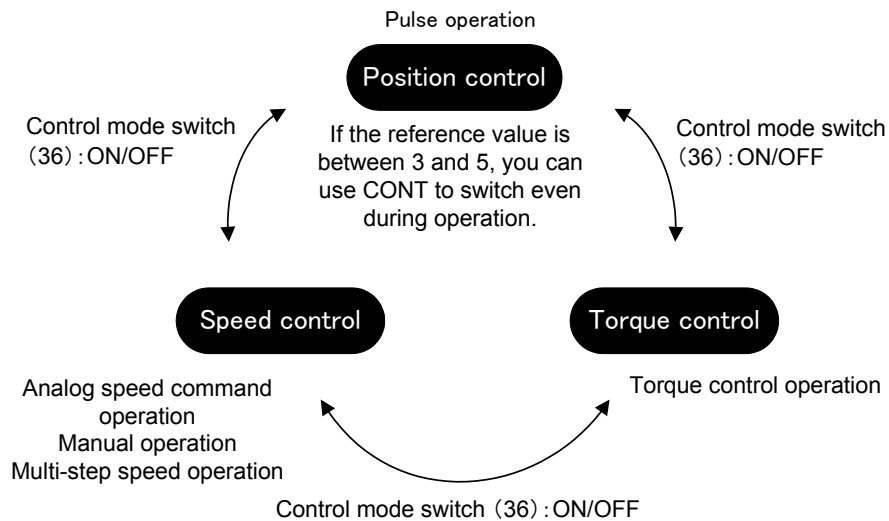 Pulse operation
Position control
Control mode switch
（36）:ON/OFF
If the reference value is
between 3 and 5, you can
use CONT to switch even
during operation.
Control mode switch
（36）:ON/OFF
Speed control
Torque control
Analog speed command
operation
Manual operation
Multi-step speed operation
Torque control operation
Control mode switch（36）:ON/OFF